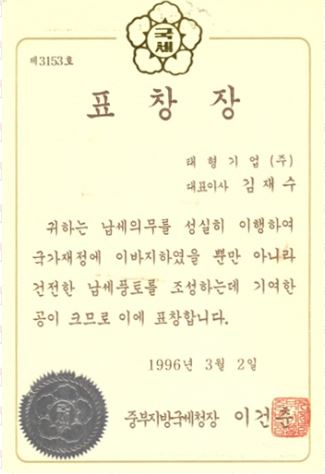 국세
제3153호
표창장
태형기업(주)
대표이사 김재수
귀하는 납세의무를 성실히 이행하여
국가재정에 이바지하였을 뿐만 아니라
건전한 납세풍토를 조성하는데 기여한
공이 크므로 이에 표창합니다.
1996년 3월 2일
중부지방국세청장 이건춘